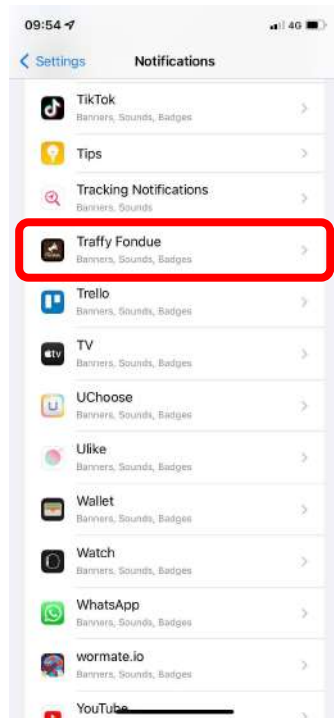 09:54
4G
Settings
Notifications
TikTok
Banners, Sounds, Badges
Tips
Tracking Notifications
Banners, Sounds
Traffy Fondue
Banners, Sounds, Badges
Trello
Banners, Sounds, Badges
tv
TV
Banners, Sounds, Badges
U
UChoose
Banners, Sounds, Badges
Ulike
Banners, Sounds, Badges
Wallet
Banners, Sounds, Badges
Watch
Banners, Sounds, Badges
WhatsApp
Banners, Sounds, Badges
wormate.io
Banners, Sounds, Badges
YouTube